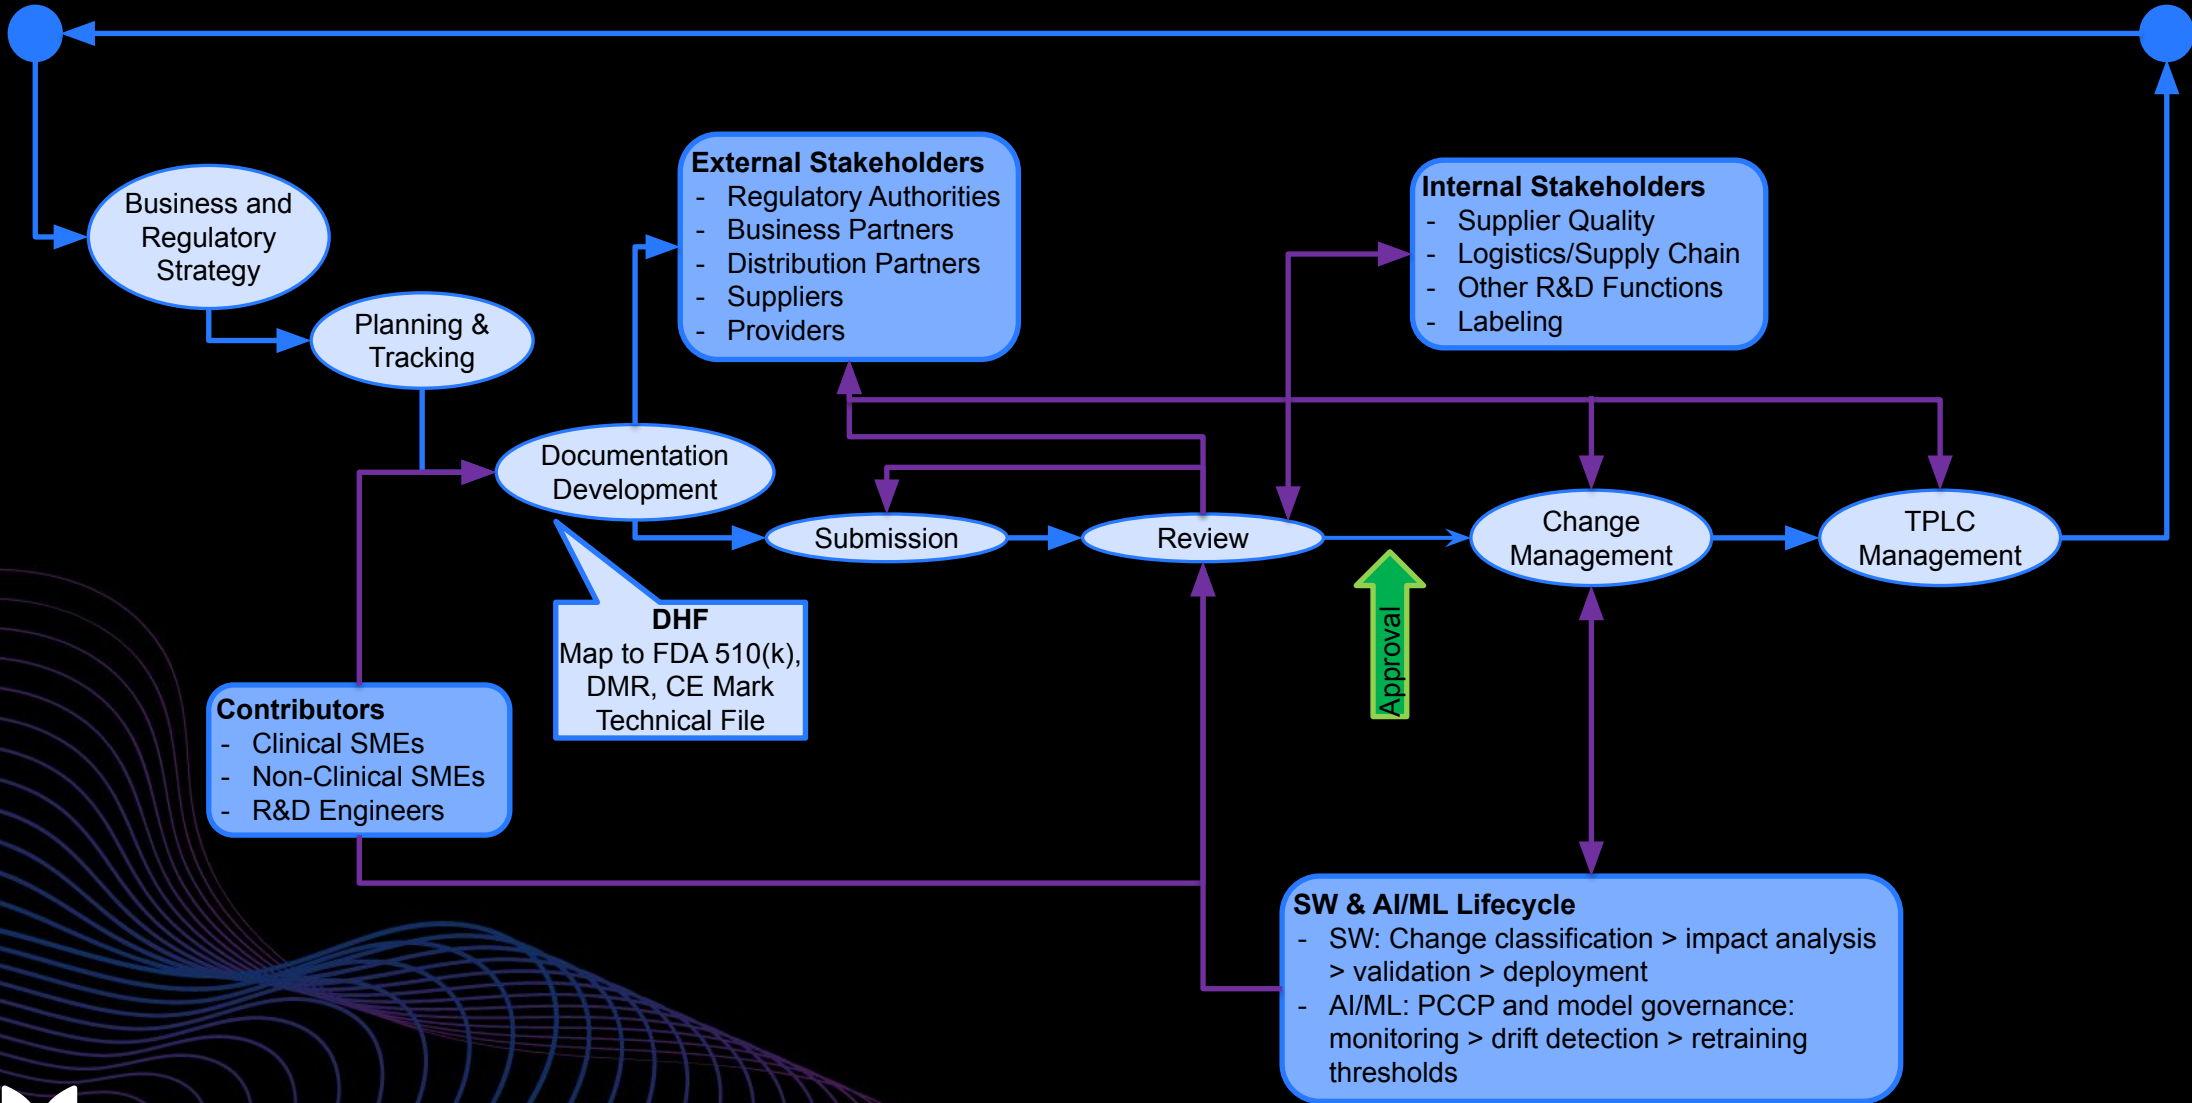 Business and
Regulatory
Strategy
Planning &
Tracking
External Stakeholders
- Regulatory Authorities
- Business Partners
- Distribution Partners
- Suppliers
- Providers
Internal Stakeholders
- Supplier Quality
- Logistics/Supply Chain
- Other R&D Functions
- Labeling
Documentation
Development
Submission
Review
Change
Management
TPLC
Management
DHF
Map to FDA 510(k),
DMR, CE Mark
Technical File
Approval
Contributors
- Clinical SMEs
- Non-Clinical SMEs
- R&D Engineers
SW & AI/ML Lifecycle
- SW: Change classification > impact analysis
> validation > deployment
- AI/ML: PCCP and model governance:
monitoring > drift detection > retraining
thresholds